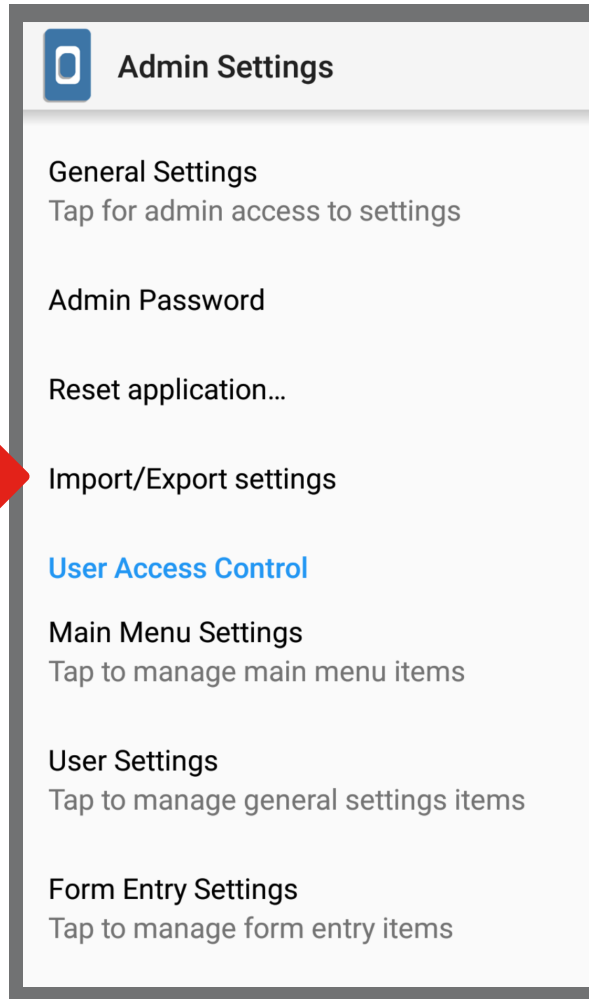 Admin Settings
General Settings
Tap for admin access to settings
Admin Password
Reset application...
Import/Export settings
User Access Control
Main Menu Settings
Tap to manage main menu items
User Settings
Tap to manage general settings items
Form Entry Settings
Tap to manage form entry items